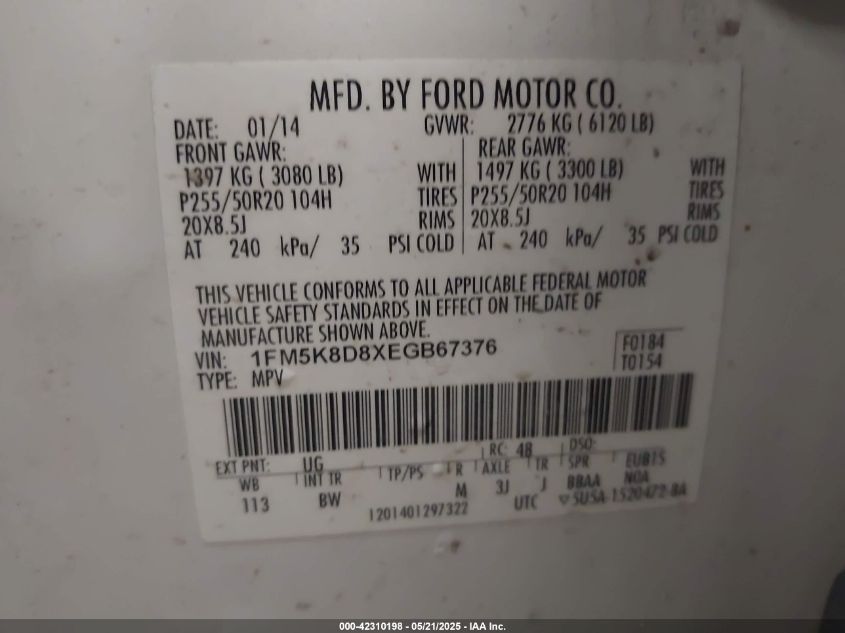 MFD. BY FORD MOTOR CO.
DATE: 01/14 GVWR: 2776 KG ( 6120 LB)
FRONT GAWR: REAR GAWR:
1397 KG ( 3080 LB) WITH 1497 KG ( 3300 LB) WITH
P255/50R20 104H TIRES P255/50R20 104H TIRES
20X8.5J RIMS 20X8.5J RIMS
AT 240 kPa/ 35 PSI COLD AT 240 kPa/ 35 PSI COLD
THIS VEHICLE CONFORMS TO ALL APPLICABLE FEDERAL MOTOR
VEHICLE SAFETY STANDARDS IN EFFECT ON THE DATE OF
MANUFACTURE SHOWN ABOVE.
VIN: 1FM5K8D8XEGB67376 F0184
TYPE: MPV T0154
EXT PNT: UG RC: 48 DSO:
WB INT TR TP/PS R AXLE TR SPR EUB15
113 BW M 3J J BBAA NOA
1201401297322 UTC 5U5A-1520472-BA
000-42310198 - 05/21/2025 - IAA Inc.